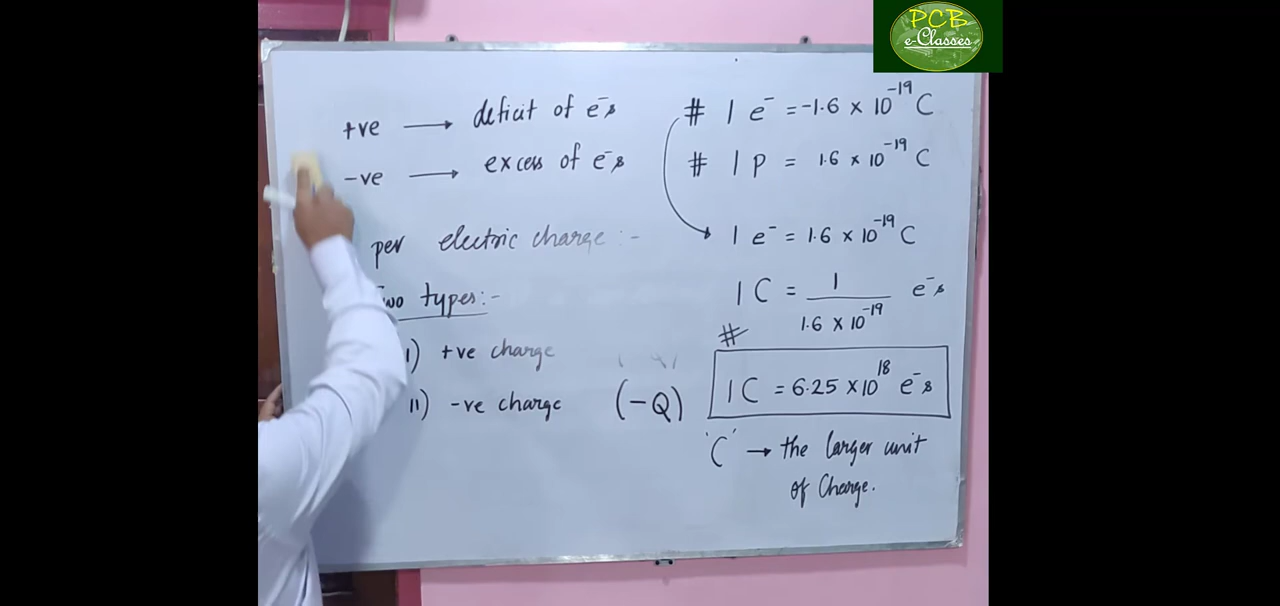 PCB
e-Classes
+ve ⟶ deficit of e⁻s
-ve ⟶ excess of e⁻s
per electric charge :-
types:-
I) +ve charge
II) -ve charge (-Q)
# 1 e⁻ = -1.6 × 10⁻¹⁹ C
# 1 p = 1.6 × 10⁻¹⁹ C
1 e⁻ = 1.6 × 10⁻¹⁹ C
1 C = 1 / 1.6 × 10⁻¹⁹ e⁻s
#
1 C = 6.25 × 10¹⁸ e⁻s
'C' → the larger unit
of Charge.